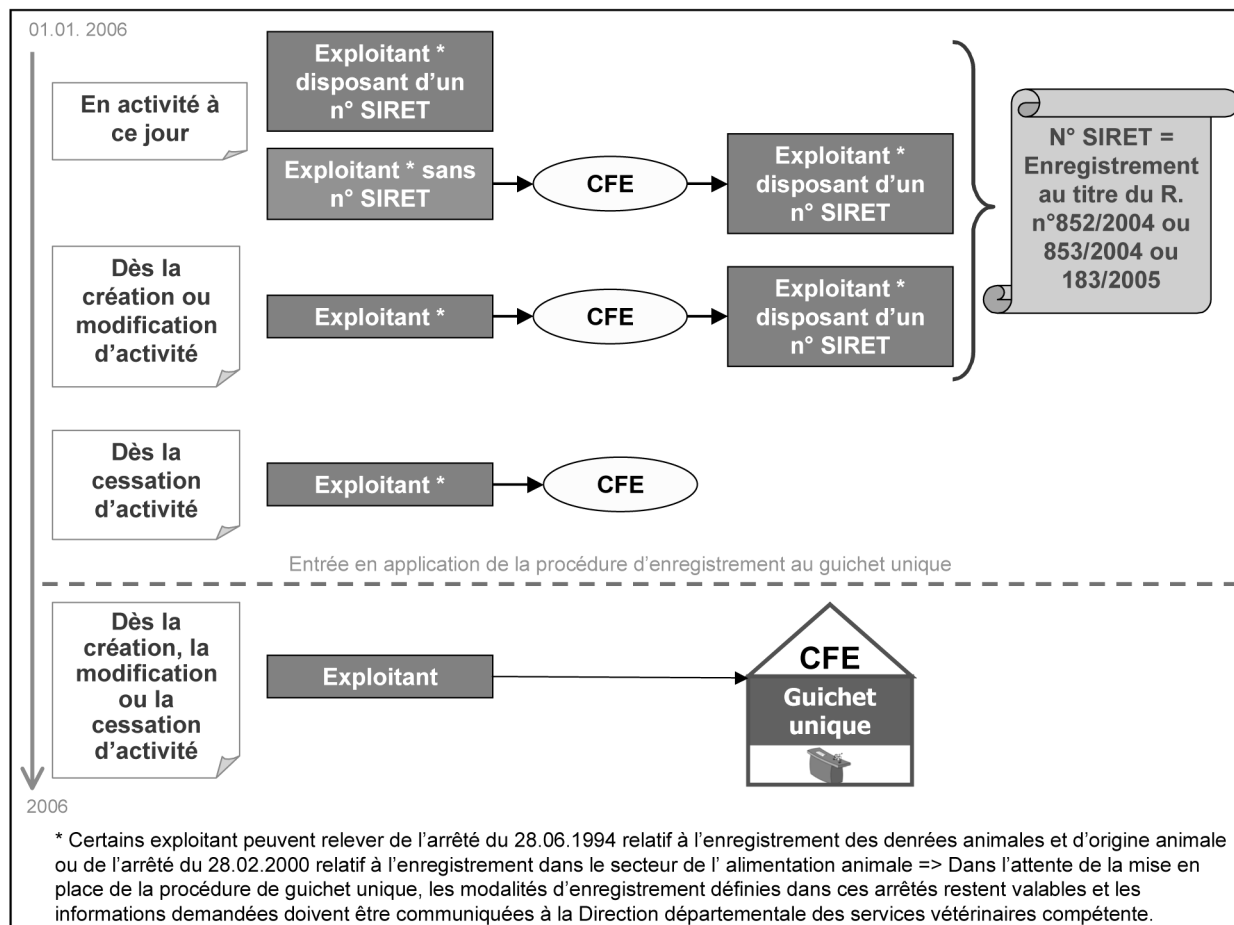 01.01. 2006
En activité à
ce jour
Exploitant *
disposant d’un
n° SIRET
Exploitant * sans
n° SIRET
CFE
Exploitant *
disposant d’un
n° SIRET
N° SIRET =
Enregistrement
au titre du R.
n°852/2004 ou
853/2004 ou
183/2005
Dès la
création ou
modification
d’activité
Exploitant *
CFE
Exploitant *
disposant d’un
n° SIRET
Dès la
cessation
d’activité
Exploitant *
CFE
Entrée en application de la procédure d’enregistrement au guichet unique
Dès la
création, la
modification
ou la
cessation
d’activité
Exploitant
CFE
Guichet
unique
2006
* Certains exploitant peuvent relever de l’arrêté du 28.06.1994 relatif à l’enregistrement des denrées animales et d’origine animale
ou de l’arrêté du 28.02.2000 relatif à l’enregistrement dans le secteur de l’ alimentation animale => Dans l’attente de la mise en
place de la procédure de guichet unique, les modalités d’enregistrement définies dans ces arrêtés restent valables et les
informations demandées doivent être communiquées à la Direction départementale des services vétérinaires compétente.